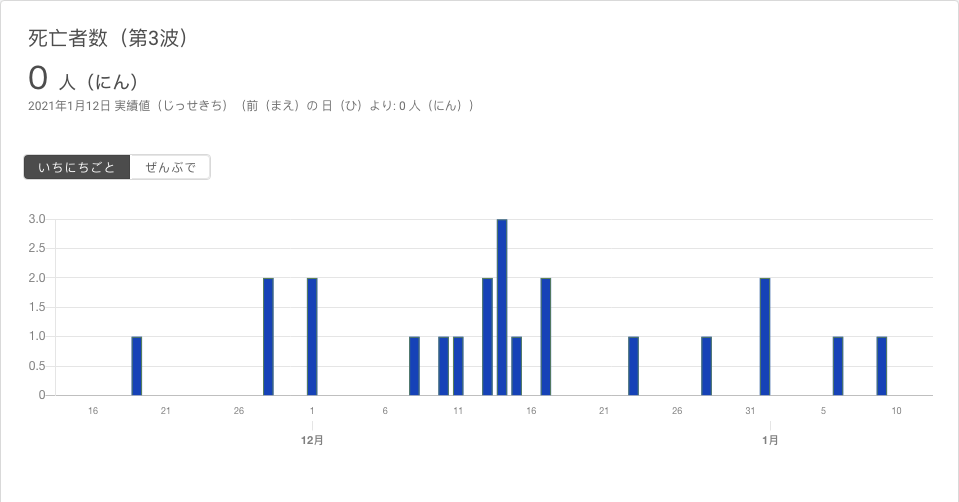 死亡者数（第3波）
0 人（にん）
2021年1月12日 実績値（じっせきち）（前（まえ）の 日（ひ）より: 0 人（にん））
いちにちごと ぜんぶで
3.0
2.5
2.0
1.5
1.0
0.5
0
16 21 26 1 6 11 16 21 26 31 5 10
12月 1月